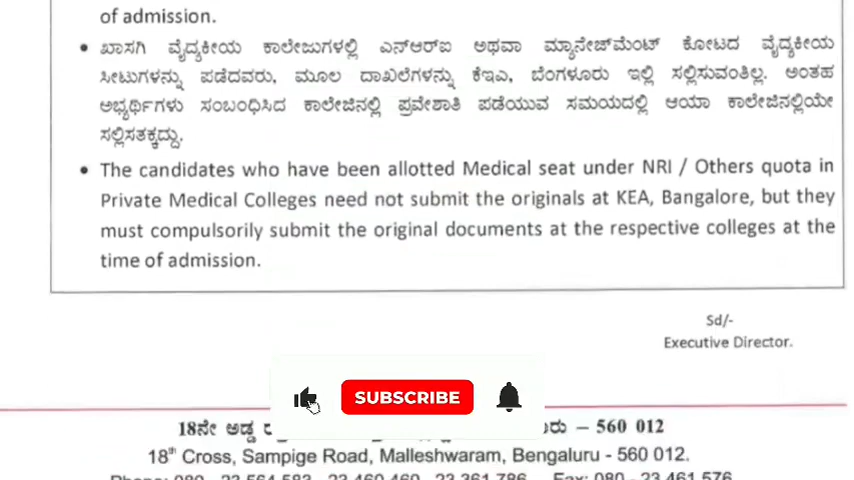 of admission.
• ಖಾಸಗಿ ವೈದ್ಯಕೀಯ ಕಾಲೇಜುಗಳಲ್ಲಿ ಎನ್ಆರ್ಐ ಅಥವಾ ಮ್ಯಾನೇಜ್ಮೆಂಟ್ ಕೋಟದ ವೈದ್ಯಕೀಯ
ಸೀಟುಗಳನ್ನು ಪಡೆದವರು, ಮೂಲ ದಾಖಲೆಗಳನ್ನು ಕೆಇಎ, ಬೆಂಗಳೂರು ಇಲ್ಲಿ ಸಲ್ಲಿಸುವಂತಿಲ್ಲ. ಅಂತಹ
ಅಭ್ಯರ್ಥಿಗಳು ಸಂಬಂಧಿಸಿದ ಕಾಲೇಜಿನಲ್ಲಿ ಪ್ರವೇಶಾತಿ ಪಡೆಯುವ ಸಮಯದಲ್ಲಿ ಆಯಾ ಕಾಲೇಜಿನಲ್ಲಿಯೇ
ಸಲ್ಲಿಸತಕ್ಕದ್ದು.
• The candidates who have been allotted Medical seat under NRI / Others quota in
Private Medical Colleges need not submit the originals at KEA, Bangalore, but they
must compulsorily submit the original documents at the respective colleges at the
time of admission.
Sd/-
Executive Director.
SUBSCRIBE
18ನೇ ಅಡ್ಡ – 560 012
18th Cross, Sampige Road, Malleshwaram, Bengaluru - 560 012.
Phone: 080 - 23 564 583, 23 460 460, 23 361 786 Fax: 080 - 23 461 576